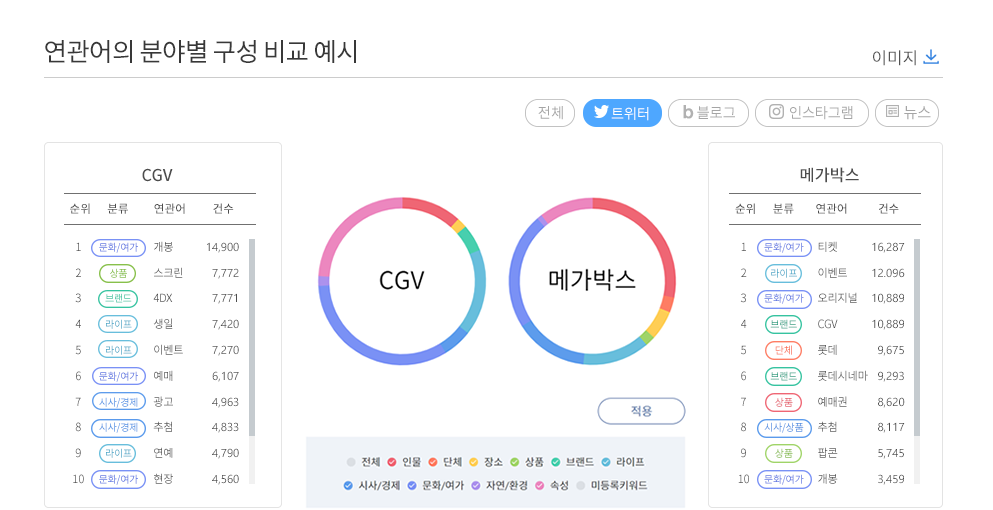 연관어의 분야별 구성 비교 예시
이미지
전체 트위터 b 블로그 인스타그램 뉴스
CGV
순위 분류 연관어 건수
1 문화/여가 개봉 14,900
2 상품 스크린 7,772
3 브랜드 4DX 7,771
4 라이프 생일 7,420
5 라이프 이벤트 7,270
6 문화/여가 예매 6,107
7 시사/경제 광고 4,963
8 시사/경제 추첨 4,833
9 라이프 연예 4,790
10 문화/여가 현장 4,560
CGV
메가박스
적용
전체 인물 단체 장소 상품 브랜드 라이프
시사/경제 문화/여가 자연/환경 속성 미등록키워드
메가박스
순위 분류 연관어 건수
1 문화/여가 티켓 16,287
2 라이프 이벤트 12.096
3 문화/여가 오리지널 10,889
4 브랜드 CGV 10,889
5 단체 롯데 9,675
6 브랜드 롯데시네마 9,293
7 상품 예매권 8,620
8 시사/상품 추첨 8,117
9 상품 팝콘 5,745
10 문화/여가 개봉 3,459